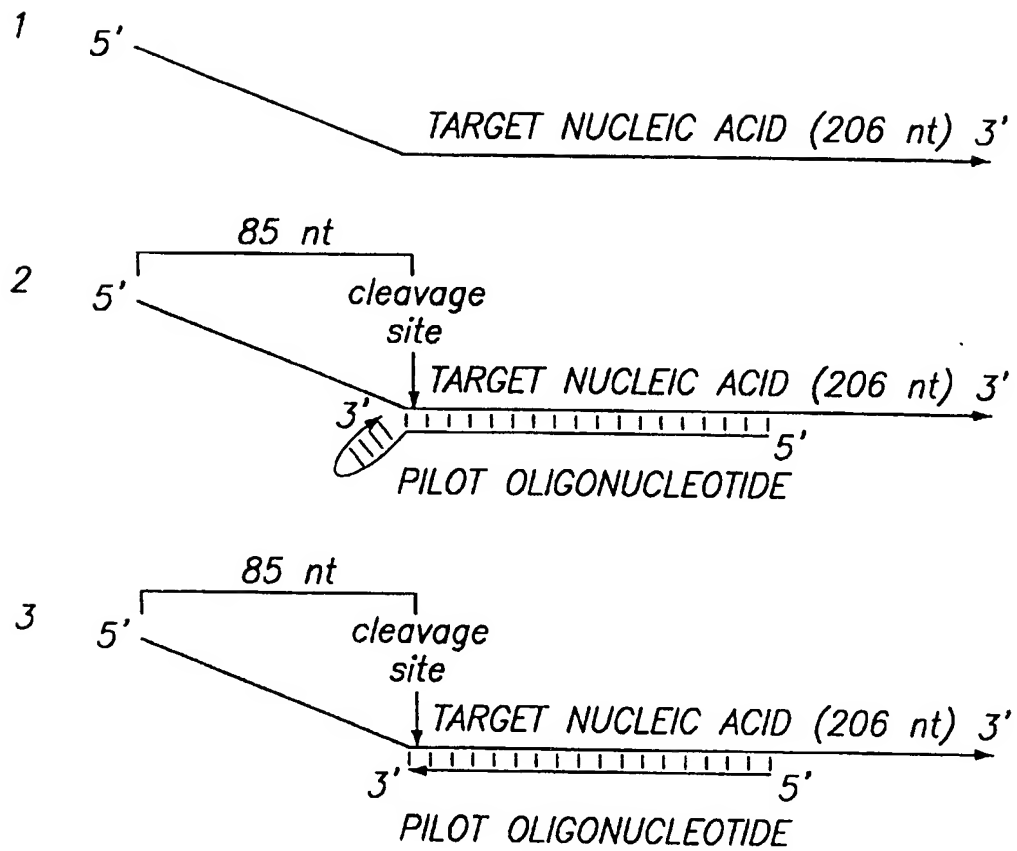 1
5'
TARGET NUCLEIC ACID (206 nt) 3'
85 nt
2
5'
cleavage
site
TARGET NUCLEIC ACID (206 nt) 3'
3'
5'
PILOT OLIGONUCLEOTIDE
85 nt
3
5'
cleavage
site
TARGET NUCLEIC ACID (206 nt) 3'
3'
5'
PILOT OLIGONUCLEOTIDE